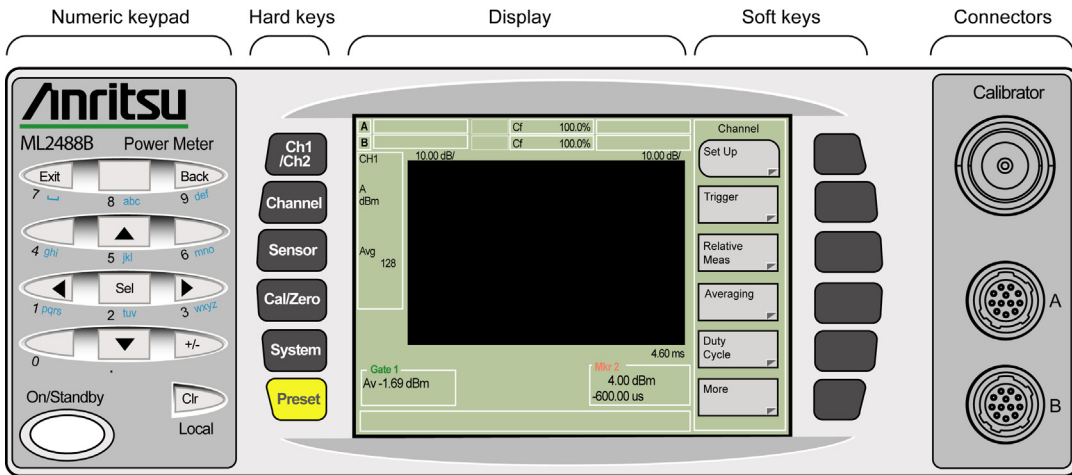 Numeric keypad
Hard keys
Display
Soft keys
Connectors
Anritsu
ML2488B Power Meter
Exit
Back
7 ⎵
8 abc
9 def
4 ghi
5 jkl
6 mno
Sel
1 pqrs
2 tuv
3 wxyz
+/-
0
.
On/Standby
Clr
Local
Ch1
/Ch2
Channel
Sensor
Cal/Zero
System
Preset
A Cf 100.0%
B Cf 100.0%
CH1 10.00 dB/ 10.00 dB/
A
dBm
Avg
128
4.60 ms
Gate 1
Av -1.69 dBm
Mkr 2
4.00 dBm
-600.00 us
Channel
Set Up
Trigger
Relative
Meas
Averaging
Duty
Cycle
More
Calibrator
A
B